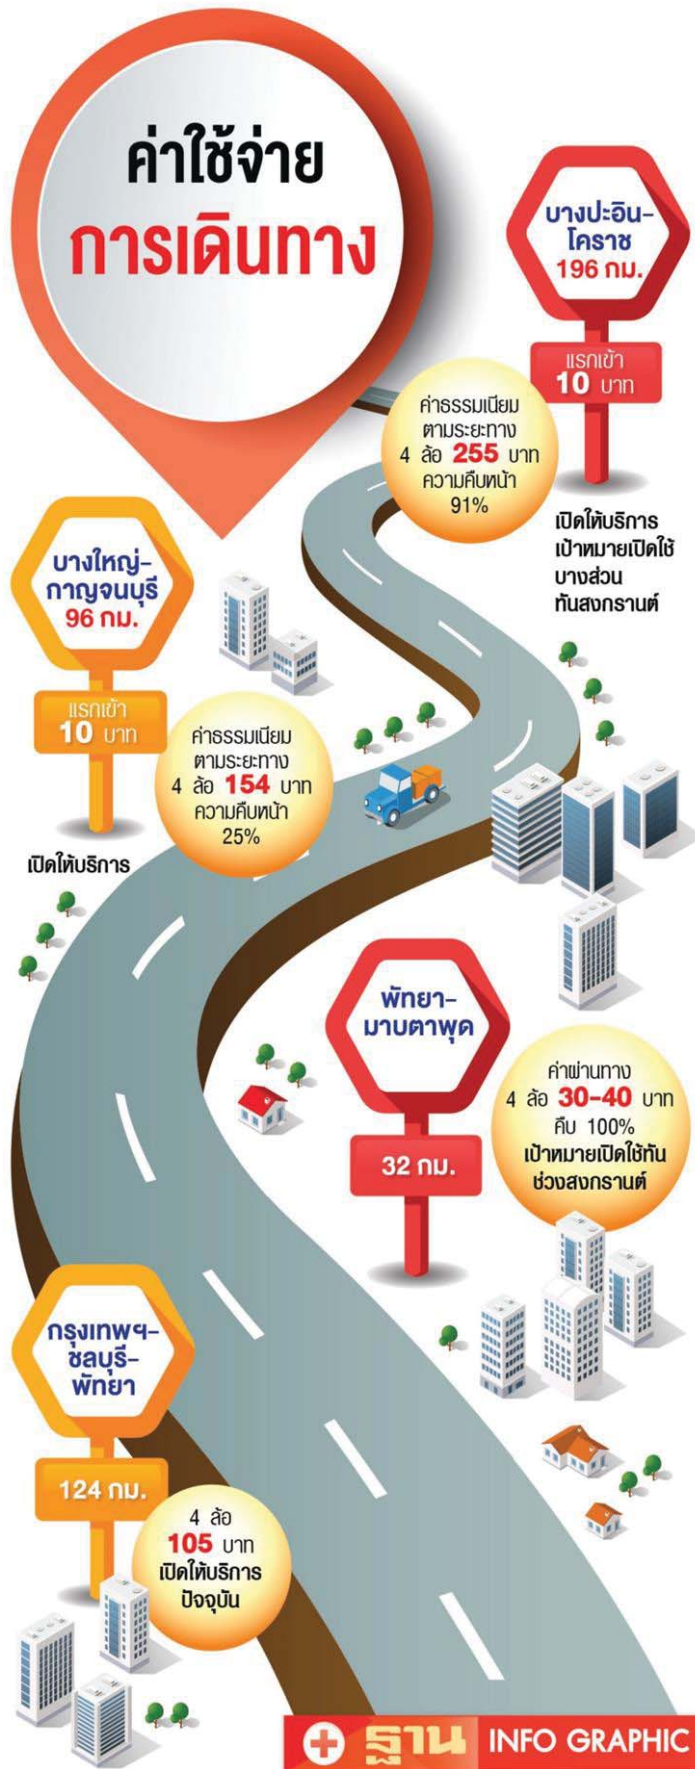 ค่าใช้จ่าย
การเดินทาง
บางปะอิน-
โคราช
196 กม.
แรกเข้า
10 บาท
ค่าธรรมเนียม
ตามระยะทาง
4 ล้อ 255 บาท
ความคืบหน้า
91%
เปิดให้บริการ
เป้าหมายเปิดใช้
บางส่วน
ทันสงกรานต์
บางใหญ่-
กาญจนบุรี
96 กม.
แรกเข้า
10 บาท
ค่าธรรมเนียม
ตามระยะทาง
4 ล้อ 154 บาท
ความคืบหน้า
25%
เปิดให้บริการ
พัทยา-
มาบตาพุด
32 กม.
ค่าผ่านทาง
4 ล้อ 30-40 บาท
คืบ 100%
เป้าหมายเปิดใช้ทัน
ช่วงสงกรานต์
กรุงเทพฯ-
ชลบุรี-
พัทยา
124 กม.
4 ล้อ
105 บาท
เปิดให้บริการ
ปัจจุบัน
ฐาน INFO GRAPHIC